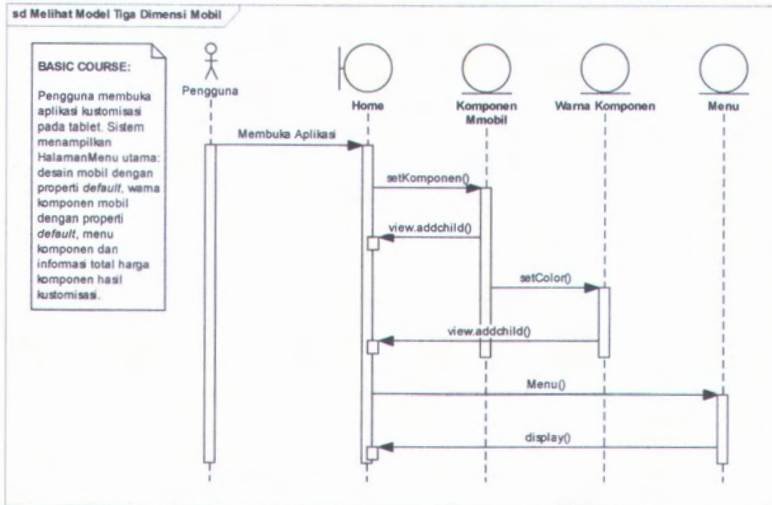 sd Melihat Model Tiga Dimensi Mobil
BASIC COURSE:
Pengguna membuka
aplikasi kustomisasi
pada tablet. Sistem
menampilkan
HalamanMenu utama:
desain mobil dengan
properti default, warna
komponen mobil
dengan properti
default, menu
komponen dan
informasi total harga
komponen hasil
kustomisasi.
Pengguna
Home
Komponen
Mmobil
Warna Komponen
Menu
Membuka Aplikasi
setKomponen()
view.addchild()
setColor()
view.addchild()
Menu()
display()